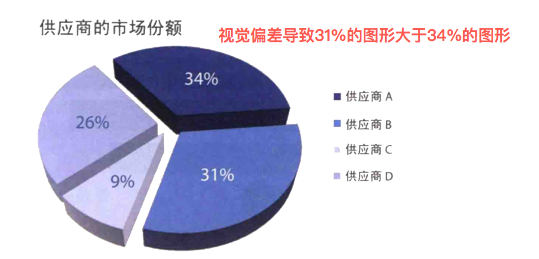 供应商的市场份额
视觉偏差导致31%的图形大于34%的图形
34%
26%
9%
31%
供应商 A
供应商 B
供应商 C
供应商 D